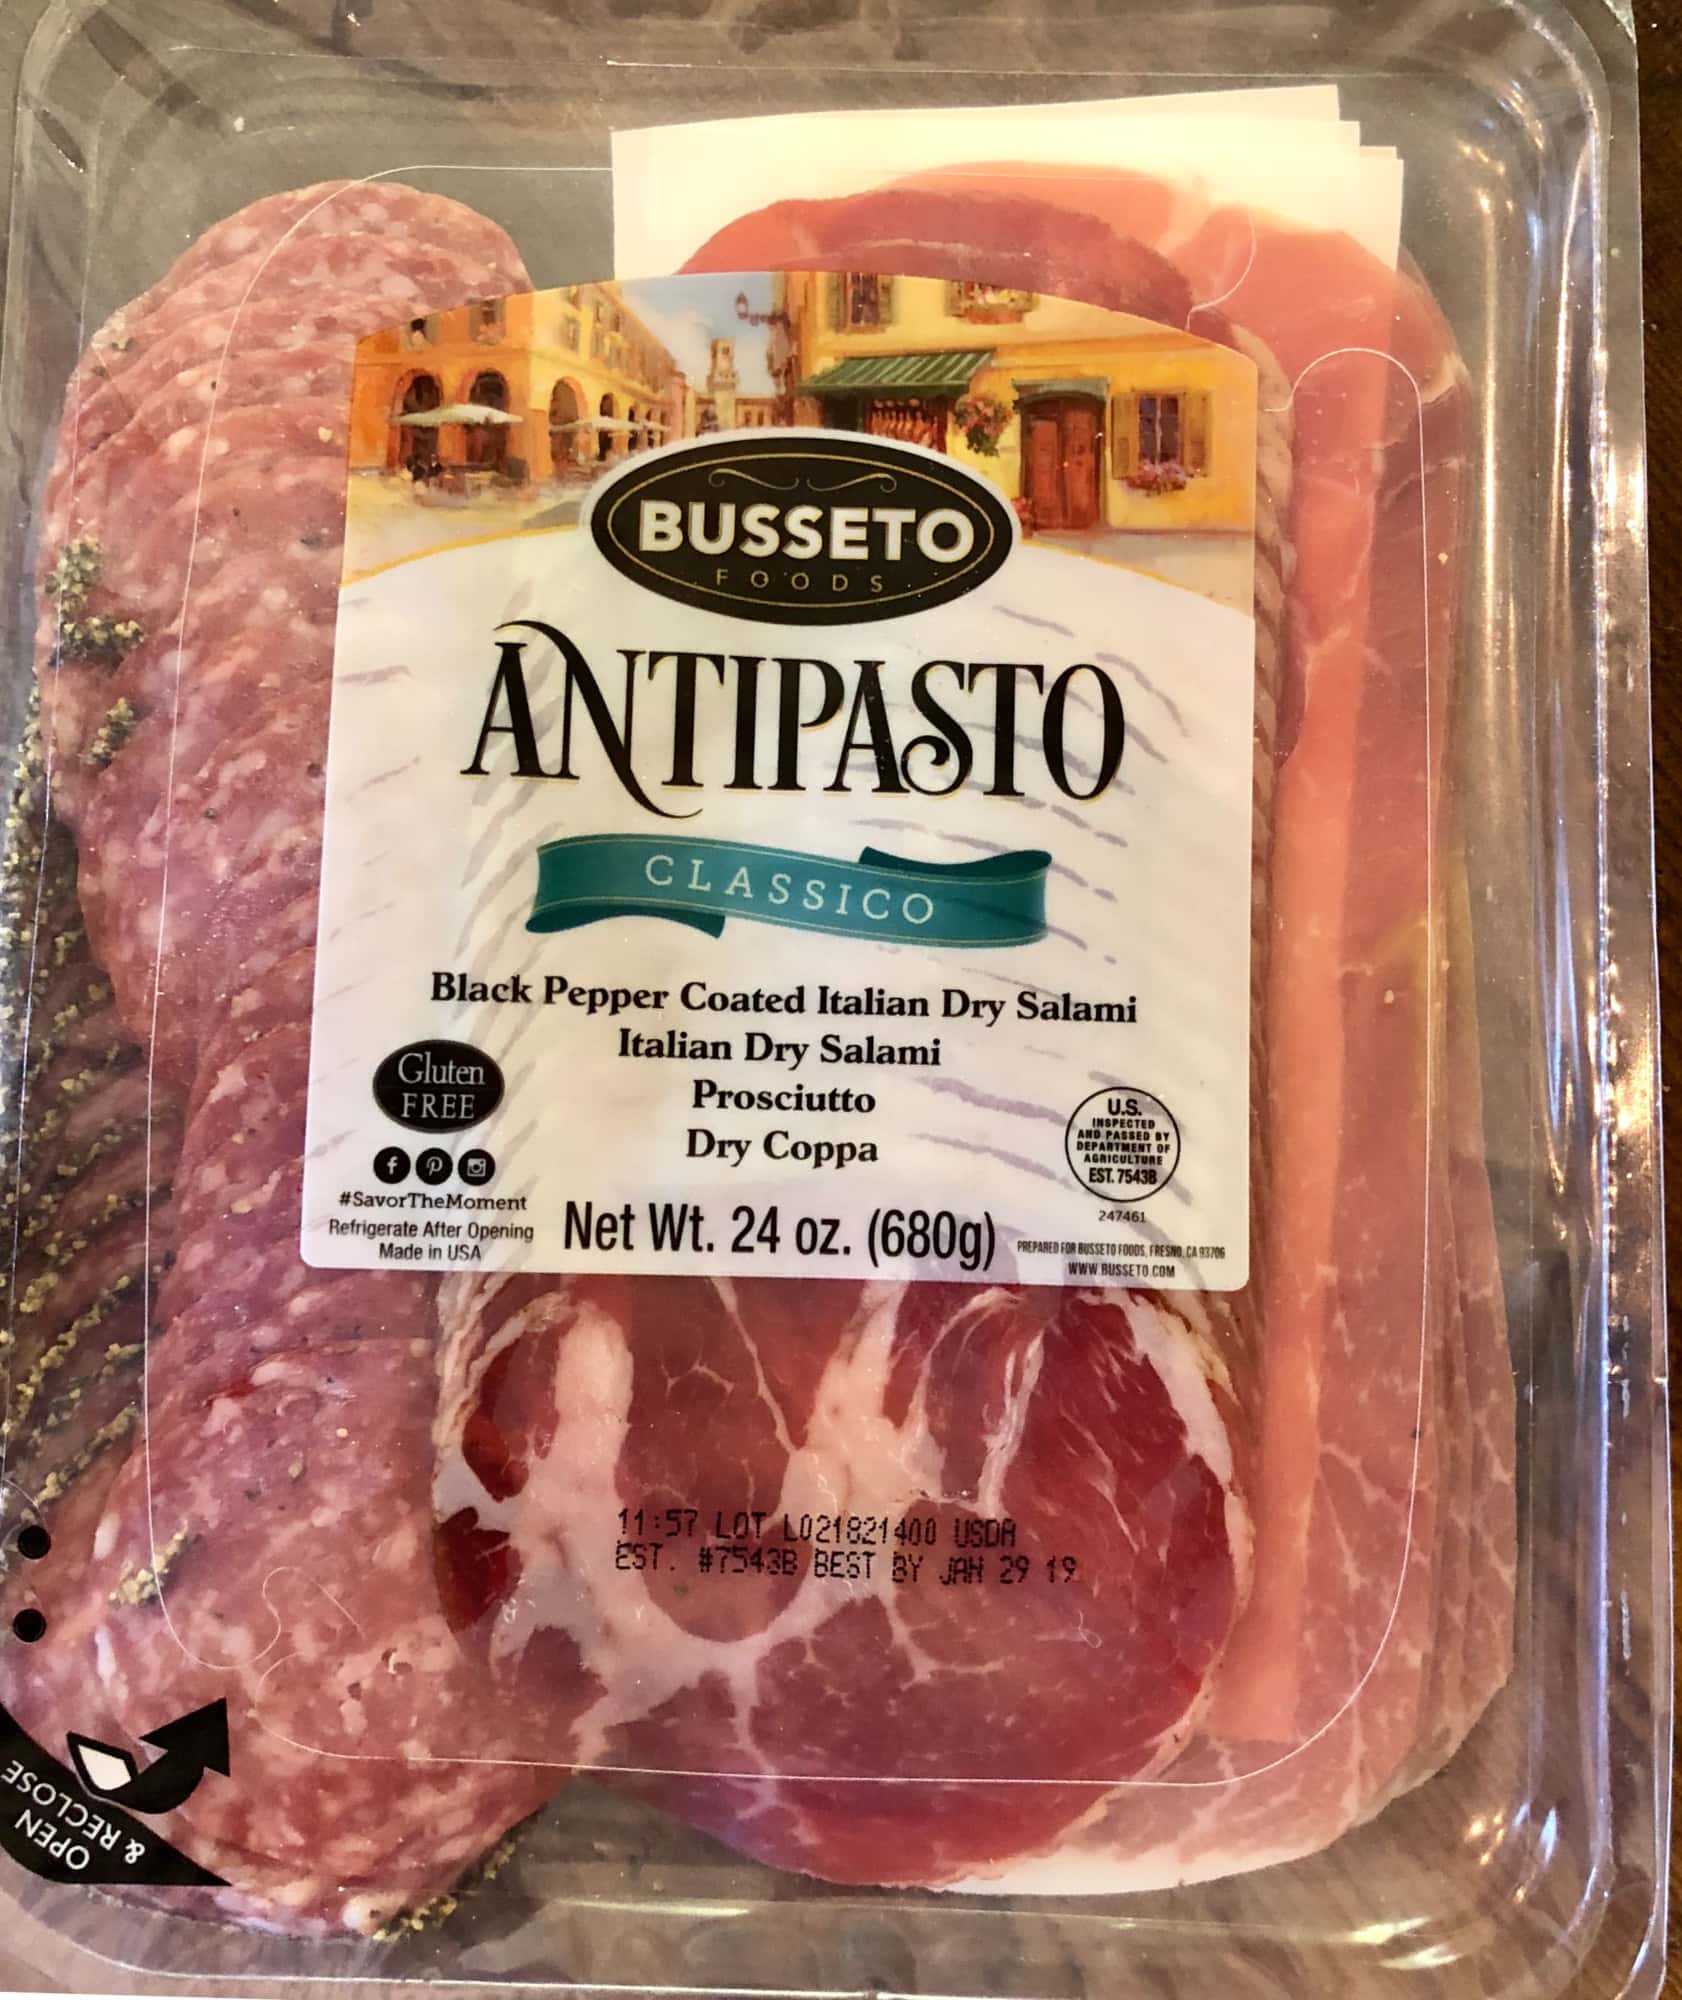 BUSSETO
FOODS
ANTIPASTO
CLASSICO
Black Pepper Coated Italian Dry Salami
Italian Dry Salami
Prosciutto
Dry Coppa
Gluten
FREE
#SavorTheMoment
Refrigerate After Opening
Made in USA
Net Wt. 24 oz. (680g)
U.S.
INSPECTED
AND PASSED BY
DEPARTMENT OF
AGRICULTURE
EST. 7543B
247461
PREPARED FOR BUSSETO FOODS, FRESNO, CA 93706
WWW.BUSSETO.COM
11:57 LOT L021821400 USDA
EST. #7543B BEST BY JAN 29 19
OPEN
& RECLOSE